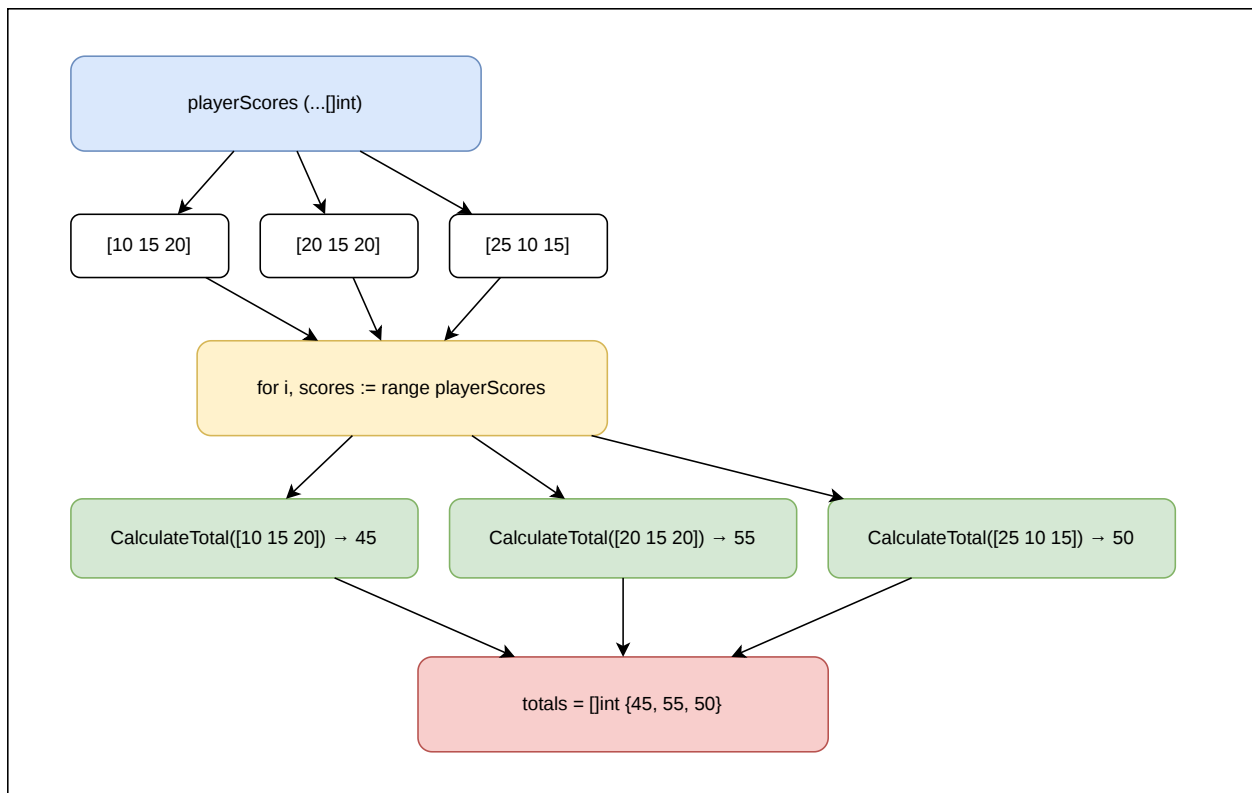 playerScores (...[]int)
[10 15 20]
[20 15 20]
[25 10 15]
for i, scores := range playerScores
CalculateTotal([10 15 20]) → 45
CalculateTotal([20 15 20]) → 55
CalculateTotal([25 10 15]) → 50
totals = []int {45, 55, 50}